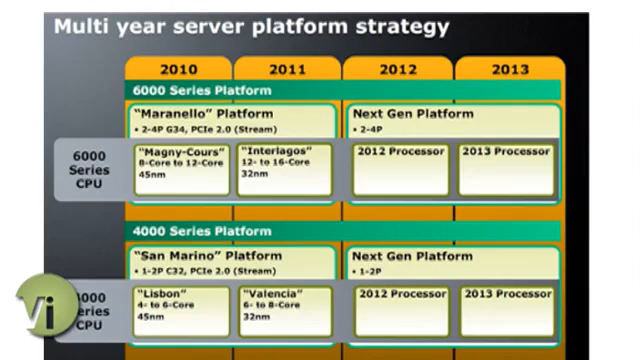 Multi year server platform strategy
2010 2011 2012 2013
6000 Series Platform
"Maranello" Platform
• 2-4P G34, PCIe 2.0 (Stream)
Next Gen Platform
• 2-4P
6000
Series
CPU
"Magny-Cours"
8-Core to 12-Core
45nm
"Interlagos"
12- to 16-Core
32nm
2012 Processor
2013 Processor
4000 Series Platform
"San Marino" Platform
• 1-2P C32, PCIe 2.0 (Stream)
Next Gen Platform
• 1-2P
4000
Series
CPU
"Lisbon"
4- to 6-Core
45nm
"Valencia"
6- to 8-Core
32nm
2012 Processor
2013 Processor
Vi